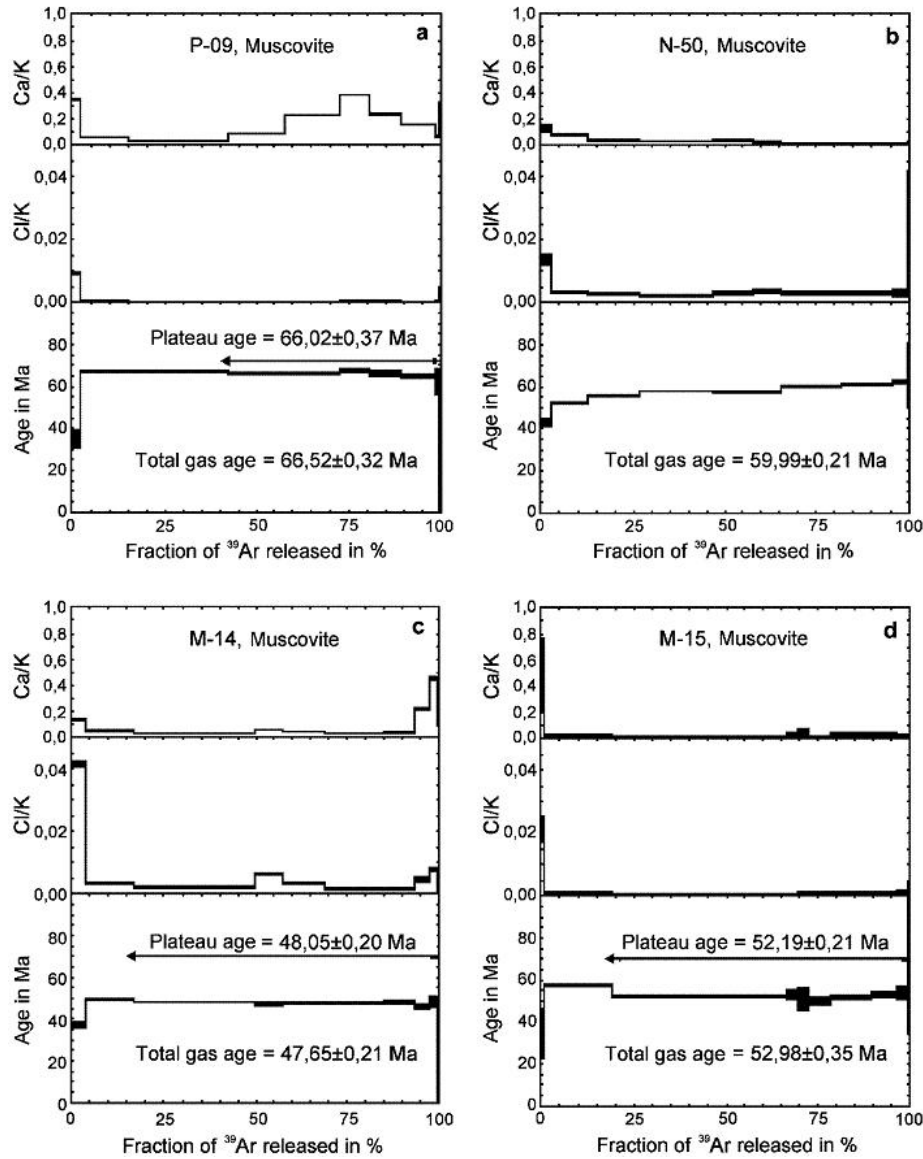 a
P-09, Muscovite
Ca/K
1,0
0,8
0,6
0,4
0,2
0,0
Cl/K
0,04
0,02
0,00
Age in Ma
80
60
40
20
0
Plateau age = 66,02±0,37 Ma
Total gas age = 66,52±0,32 Ma
0 25 50 75 100
Fraction of ³⁹Ar released in %
b
N-50, Muscovite
Ca/K
1,0
0,8
0,6
0,4
0,2
0,0
Cl/K
0,04
0,02
0,00
Age in Ma
80
60
40
20
0
Total gas age = 59,99±0,21 Ma
0 25 50 75 100
Fraction of ³⁹Ar released in %
c
M-14, Muscovite
Ca/K
1,0
0,8
0,6
0,4
0,2
0,0
Cl/K
0,04
0,02
0,00
Age in Ma
80
60
40
20
0
Plateau age = 48,05±0,20 Ma
Total gas age = 47,65±0,21 Ma
0 25 50 75 100
Fraction of ³⁹Ar released in %
d
M-15, Muscovite
Ca/K
1,0
0,8
0,6
0,4
0,2
0,0
Cl/K
0,04
0,02
0,00
Age in Ma
80
60
40
20
0
Plateau age = 52,19±0,21 Ma
Total gas age = 52,98±0,35 Ma
0 25 50 75 100
Fraction of ³⁹Ar released in %